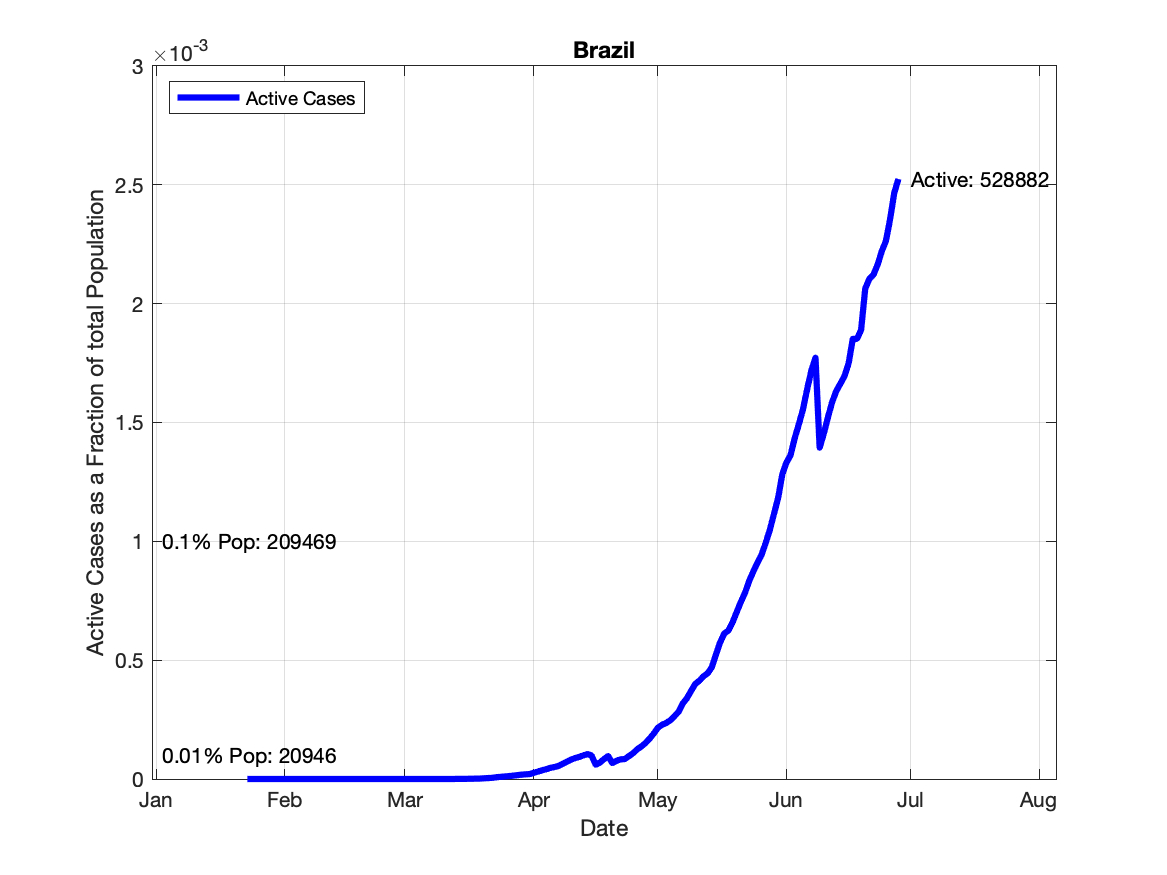 Brazil
×10-3
3
2.5
2
1.5
1
0.5
0
Active Cases as a Fraction of total Population
Active Cases
Active: 528882
0.1% Pop: 209469
0.01% Pop: 20946
Jan Feb Mar Apr May Jun Jul Aug
Date